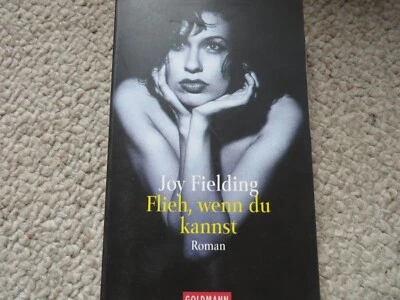 Joy Fielding
Flieh, wenn du
kannst
Roman
GOLDMANN